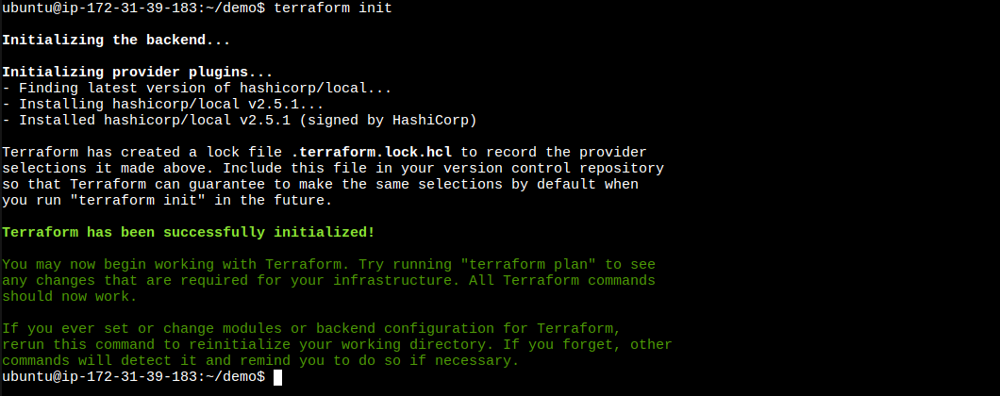 ubuntu@ip-172-31-39-183:~/demo$ terraform init
Initializing the backend...
Initializing provider plugins...
- Finding latest version of hashicorp/local...
- Installing hashicorp/local v2.5.1...
- Installed hashicorp/local v2.5.1 (signed by HashiCorp)
Terraform has created a lock file .terraform.lock.hcl to record the provider
selections it made above. Include this file in your version control repository
so that Terraform can guarantee to make the same selections by default when
you run "terraform init" in the future.
Terraform has been successfully initialized!
You may now begin working with Terraform. Try running "terraform plan" to see
any changes that are required for your infrastructure. All Terraform commands
should now work.
If you ever set or change modules or backend configuration for Terraform,
rerun this command to reinitialize your working directory. If you forget, other
commands will detect it and remind you to do so if necessary.
ubuntu@ip-172-31-39-183:~/demo$